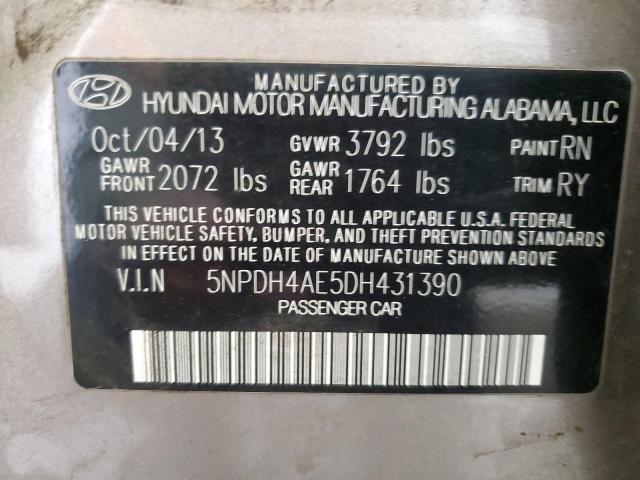 MANUFACTURED BY
HYUNDAI MOTOR MANUFACTURING ALABAMA, LLC
Oct/04/13 GVWR 3792 lbs PAINT RN
GAWR FRONT 2072 lbs GAWR REAR 1764 lbs TRIM RY
THIS VEHICLE CONFORMS TO ALL APPLICABLE U.S.A. FEDERAL
MOTOR VEHICLE SAFETY, BUMPER, AND THEFT PREVENTION STANDARDS
IN EFFECT ON THE DATE OF MANUFACTURE SHOWN ABOVE.
V.I.N 5NPDH4AE5DH431390
PASSENGER CAR